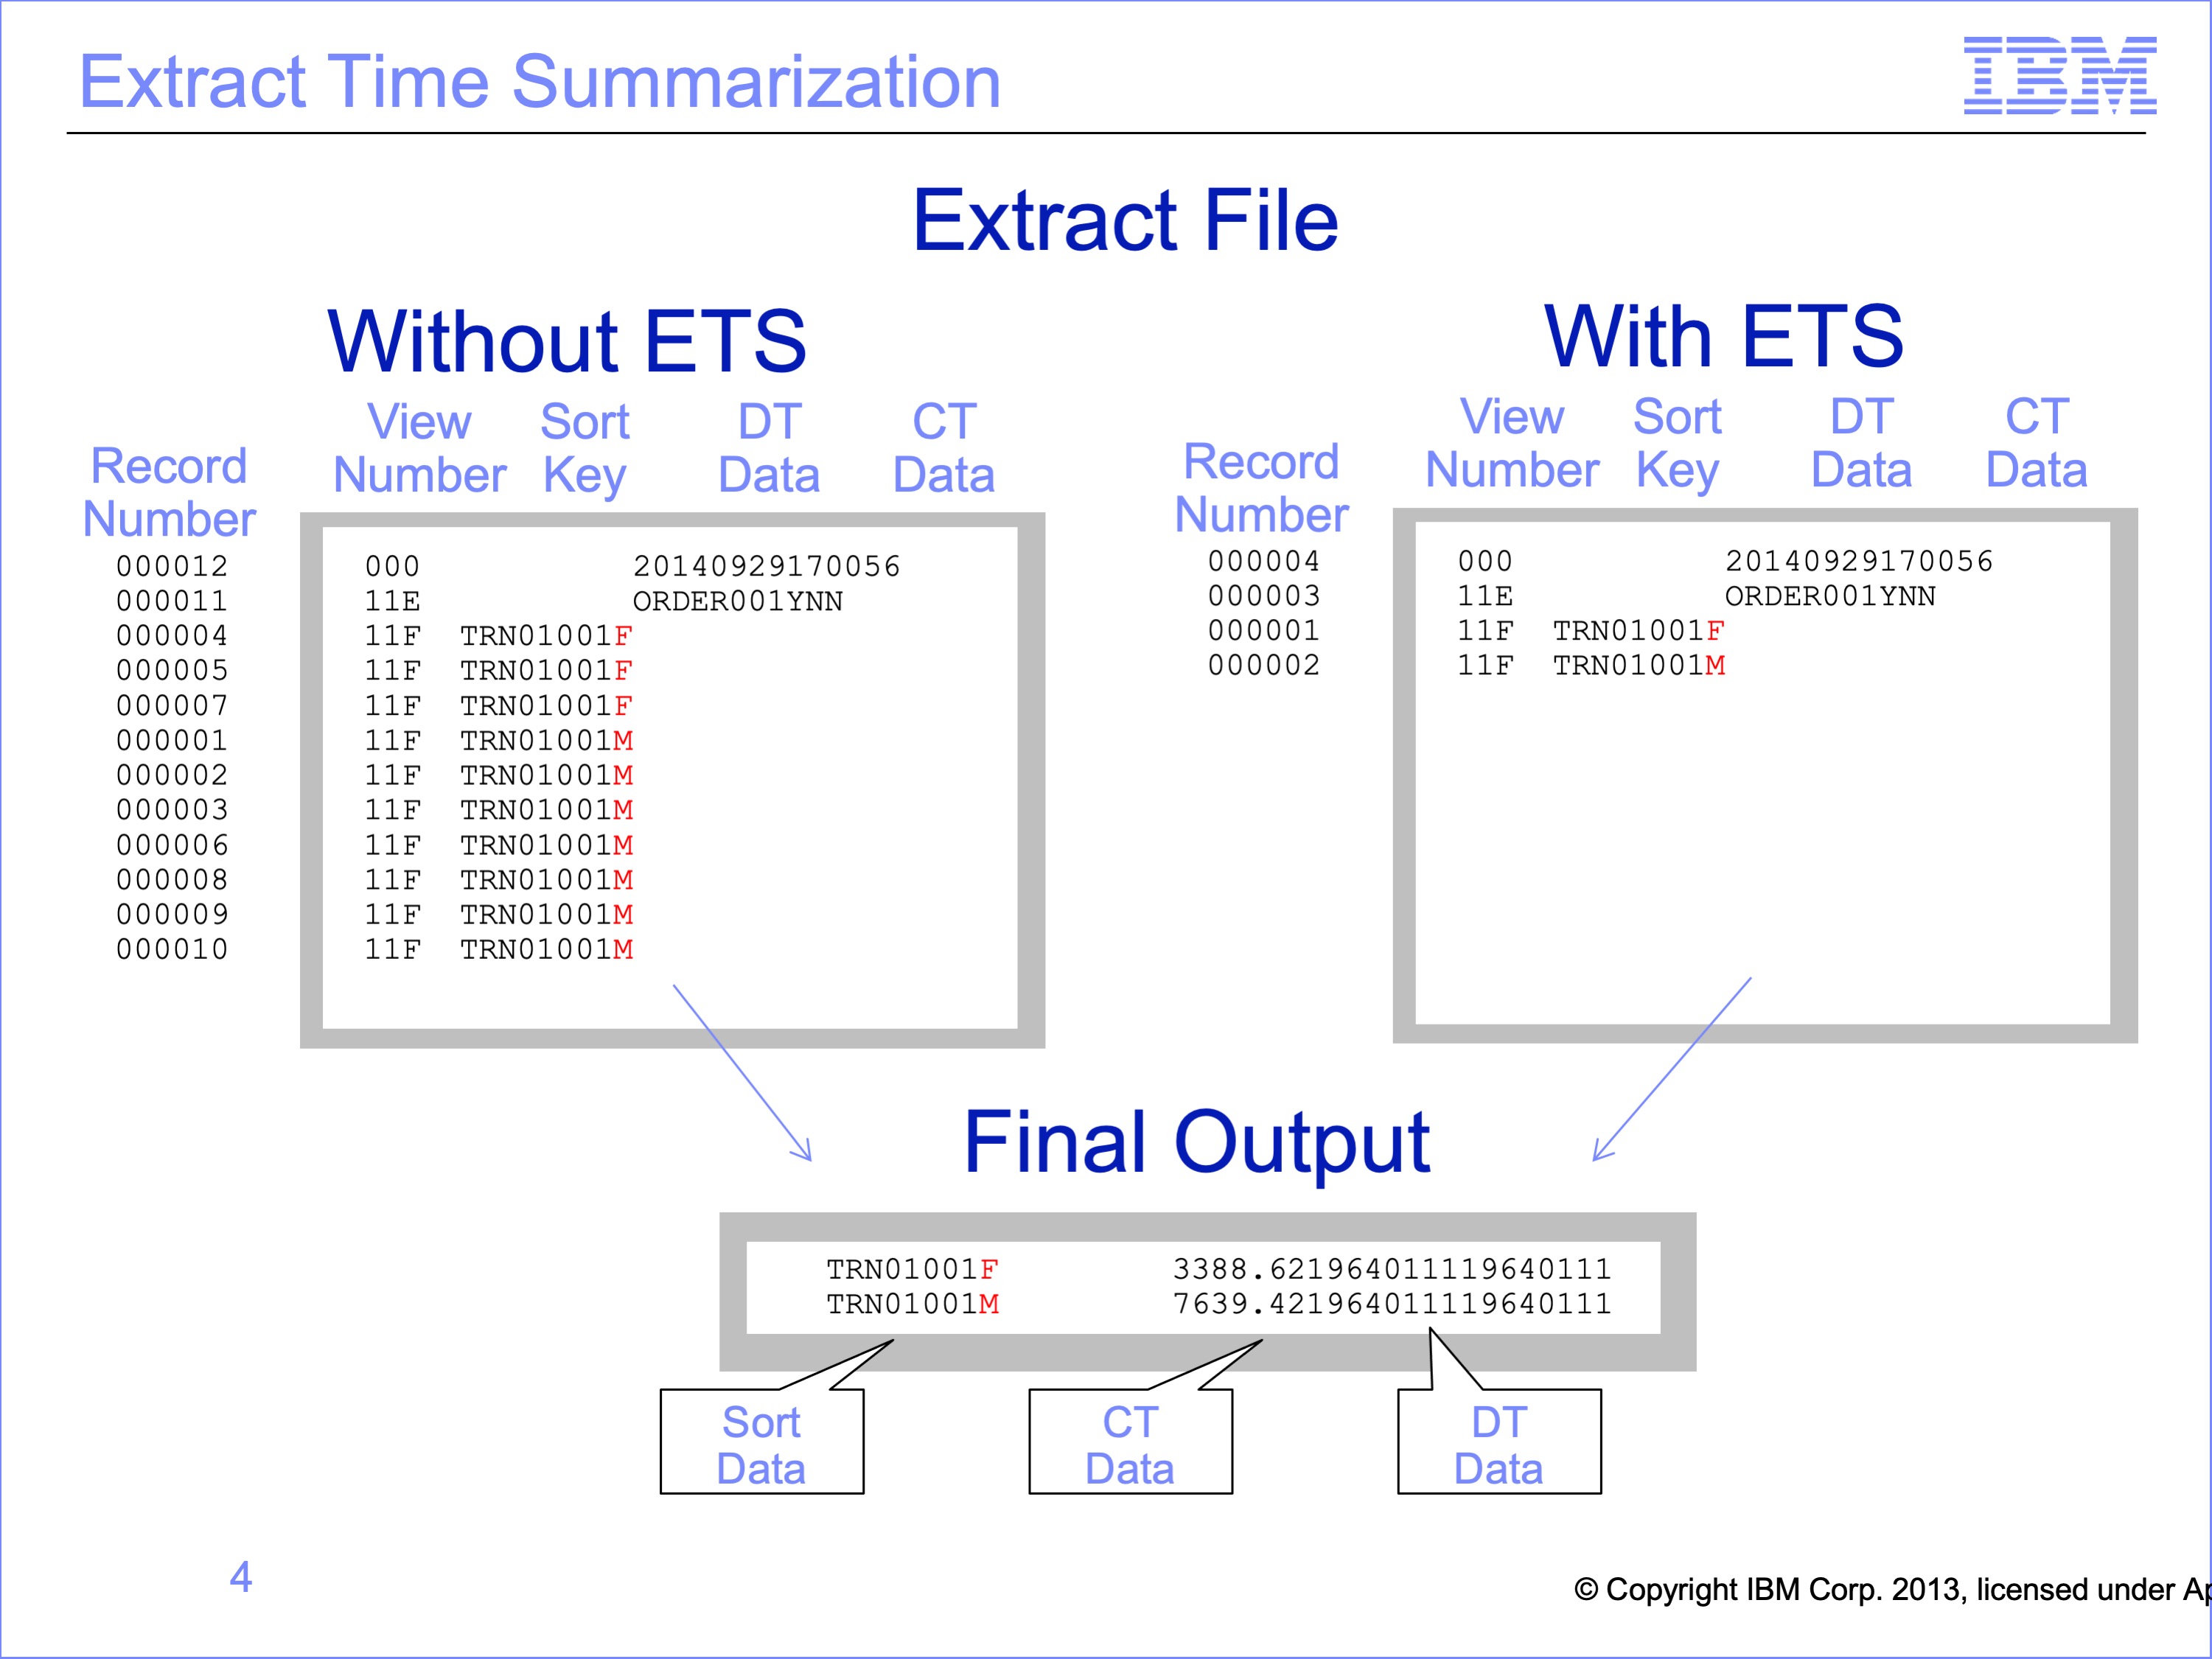 Extract Time Summarization
IBM
Extract File
Without ETS
Record Number
View Number
Sort Key
DT Data
CT Data
000012 000 20140929170056
000011 11E ORDER001YNN
000004 11F TRN01001F
000005 11F TRN01001F
000007 11F TRN01001F
000001 11F TRN01001M
000002 11F TRN01001M
000003 11F TRN01001M
000006 11F TRN01001M
000008 11F TRN01001M
000009 11F TRN01001M
000010 11F TRN01001M
With ETS
Record Number
View Number
Sort Key
DT Data
CT Data
000004 000 20140929170056
000003 11E ORDER001YNN
000001 11F TRN01001F
000002 11F TRN01001M
Final Output
TRN01001F 3388.621964011119640111
TRN01001M 7639.421964011119640111
Sort Data
CT Data
DT Data
4
© Copyright IBM Corp. 2013, licensed under